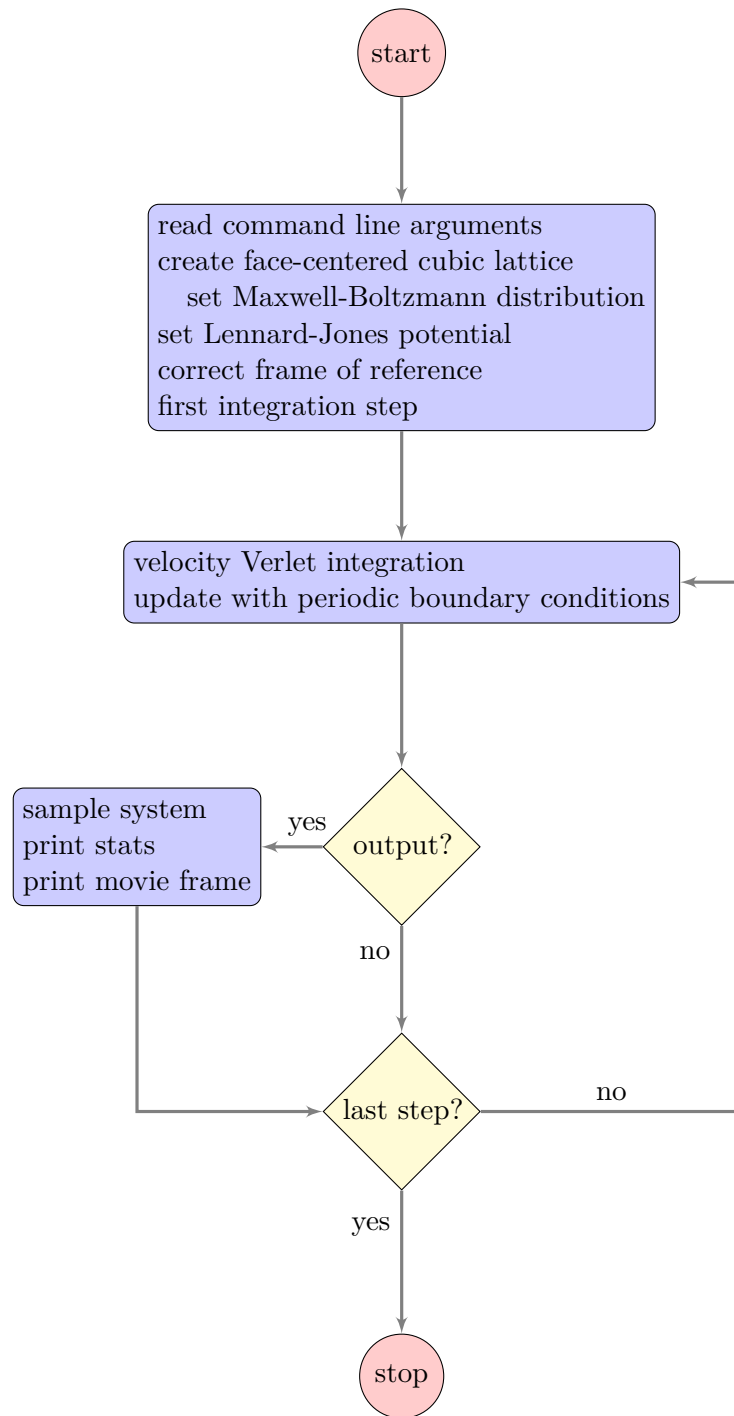 start
read command line arguments
create face-centered cubic lattice
set Maxwell-Boltzmann distribution
set Lennard-Jones potential
correct frame of reference
first integration step
velocity Verlet integration
update with periodic boundary conditions
sample system
print stats
print movie frame
yes
output?
no
last step?
no
yes
stop